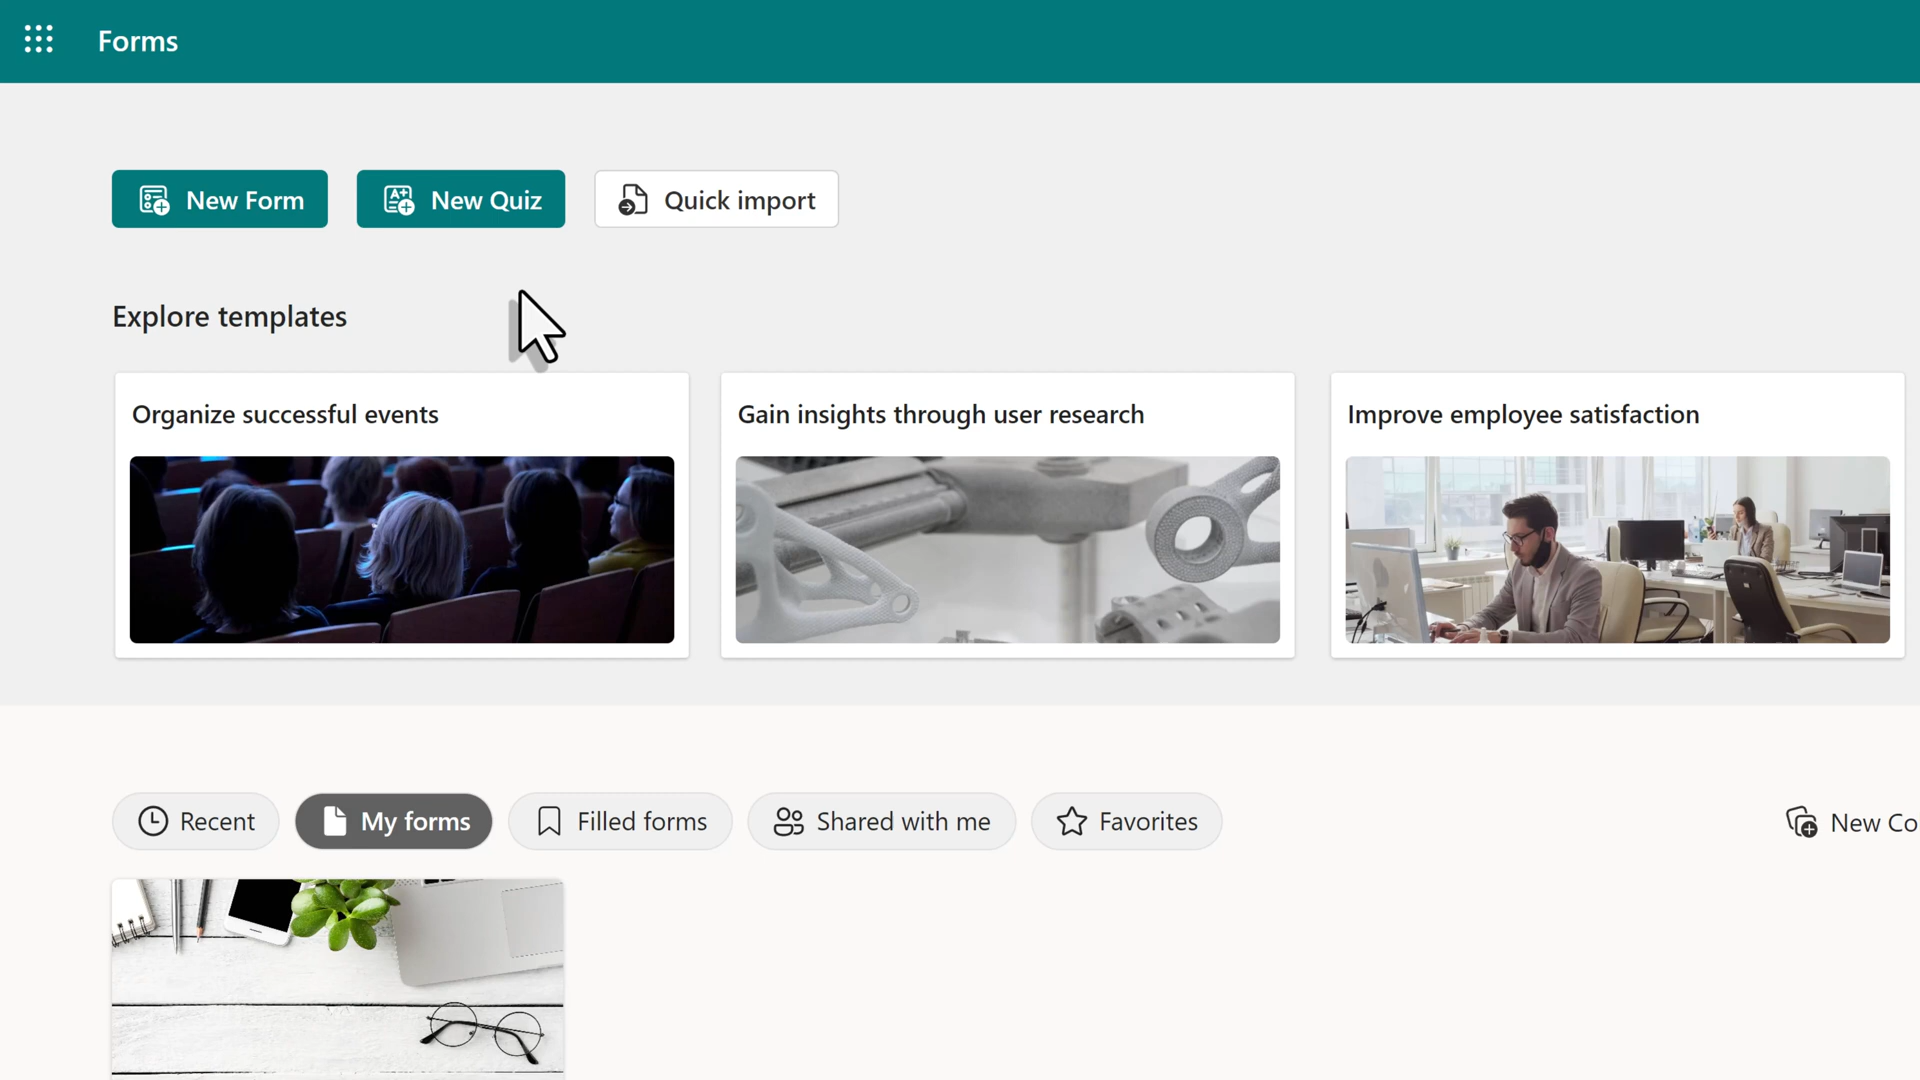 Forms
New Form
New Quiz
Quick import
Explore templates
Organize successful events
Gain insights through user research
Improve employee satisfaction
Recent
My forms
Filled forms
Shared with me
Favorites
New Co